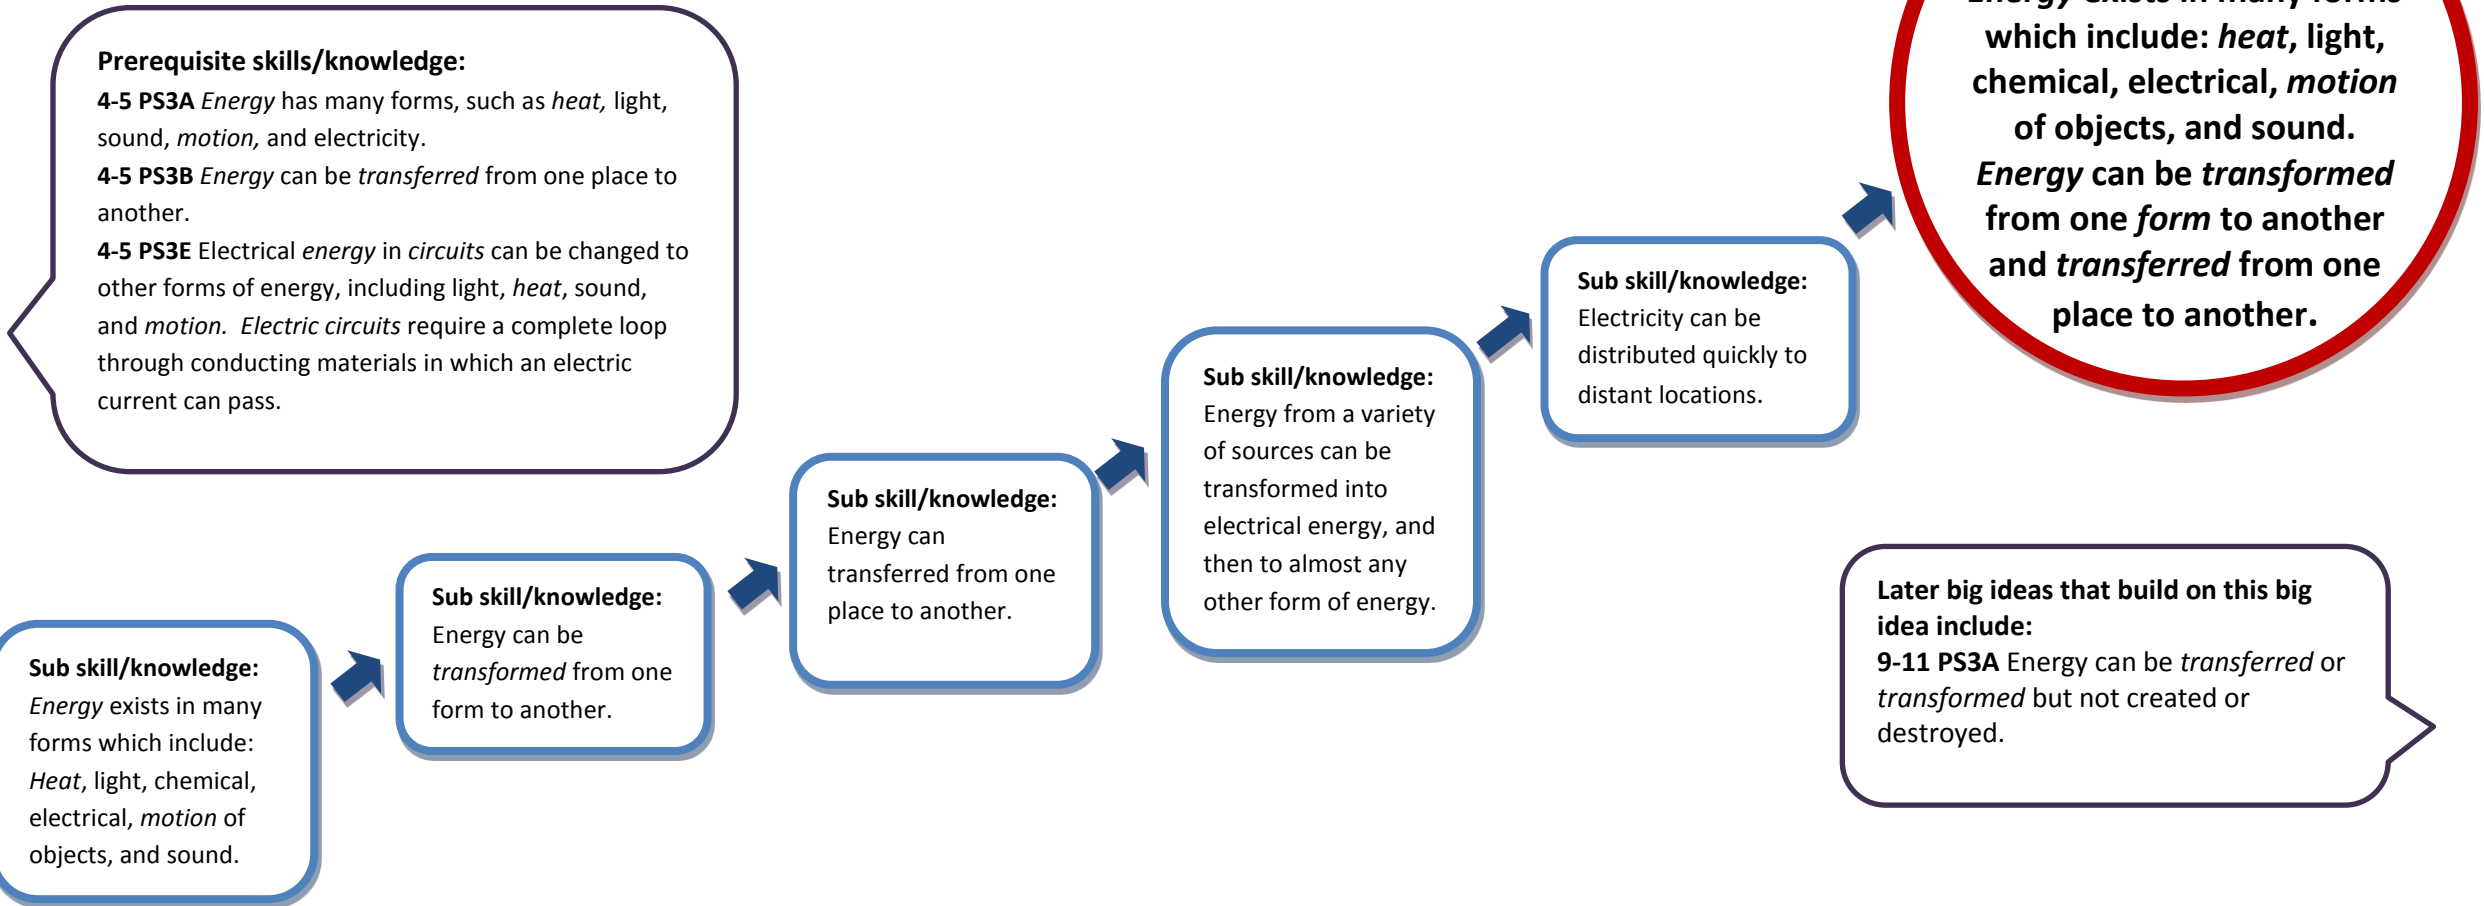 Prerequisite skills/knowledge:
4-5 PS3A Energy has many forms, such as heat, light,
sound, motion, and electricity.
4-5 PS3B Energy can be transferred from one place to
another.
4-5 PS3E Electrical energy in circuits can be changed to
other forms of energy, including light, heat, sound,
and motion. Electric circuits require a complete loop
through conducting materials in which an electric
current can pass.
Sub skill/knowledge:
Energy exists in many
forms which include:
Heat, light, chemical,
electrical, motion of
objects, and sound.
Sub skill/knowledge:
Energy can be
transformed from one
form to another.
Sub skill/knowledge:
Energy can
transferred from one
place to another.
Sub skill/knowledge:
Energy from a variety
of sources can be
transformed into
electrical energy, and
then to almost any
other form of energy.
Sub skill/knowledge:
Electricity can be
distributed quickly to
distant locations.
Energy exists in many forms
which include: heat, light,
chemical, electrical, motion
of objects, and sound.
Energy can be transformed
from one form to another
and transferred from one
place to another.
Later big ideas that build on this big
idea include:
9-11 PS3A Energy can be transferred or
transformed but not created or
destroyed.